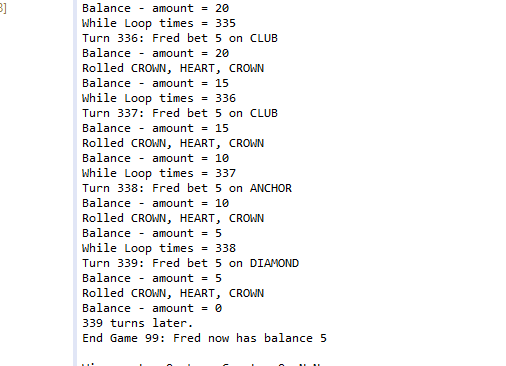 Balance - amount = 20
While Loop times = 335
Turn 336: Fred bet 5 on CLUB
Balance - amount = 20
Rolled CROWN, HEART, CROWN
Balance - amount = 15
While Loop times = 336
Turn 337: Fred bet 5 on CLUB
Balance - amount = 15
Rolled CROWN, HEART, CROWN
Balance - amount = 10
While Loop times = 337
Turn 338: Fred bet 5 on ANCHOR
Balance - amount = 10
Rolled CROWN, HEART, CROWN
Balance - amount = 5
While Loop times = 338
Turn 339: Fred bet 5 on DIAMOND
Balance - amount = 5
Rolled CROWN, HEART, CROWN
Balance - amount = 0
339 turns later.
End Game 99: Fred now has balance 5